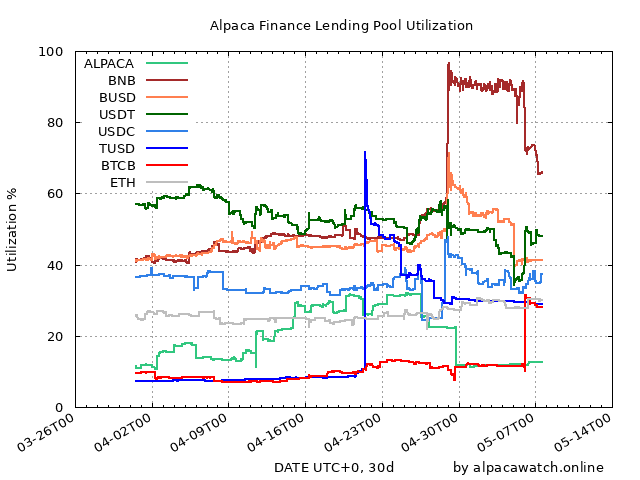 Alpaca Finance Lending Pool Utilization
100
80
60
40
20
0
Utilization %
ALPACA
BNB
BUSD
USDT
USDC
TUSD
BTCB
ETH
03-26T00
04-02T00
04-09T00
04-16T00
04-23T00
04-30T00
05-07T00
05-14T00
DATE UTC+0, 30d
by alpacawatch.online